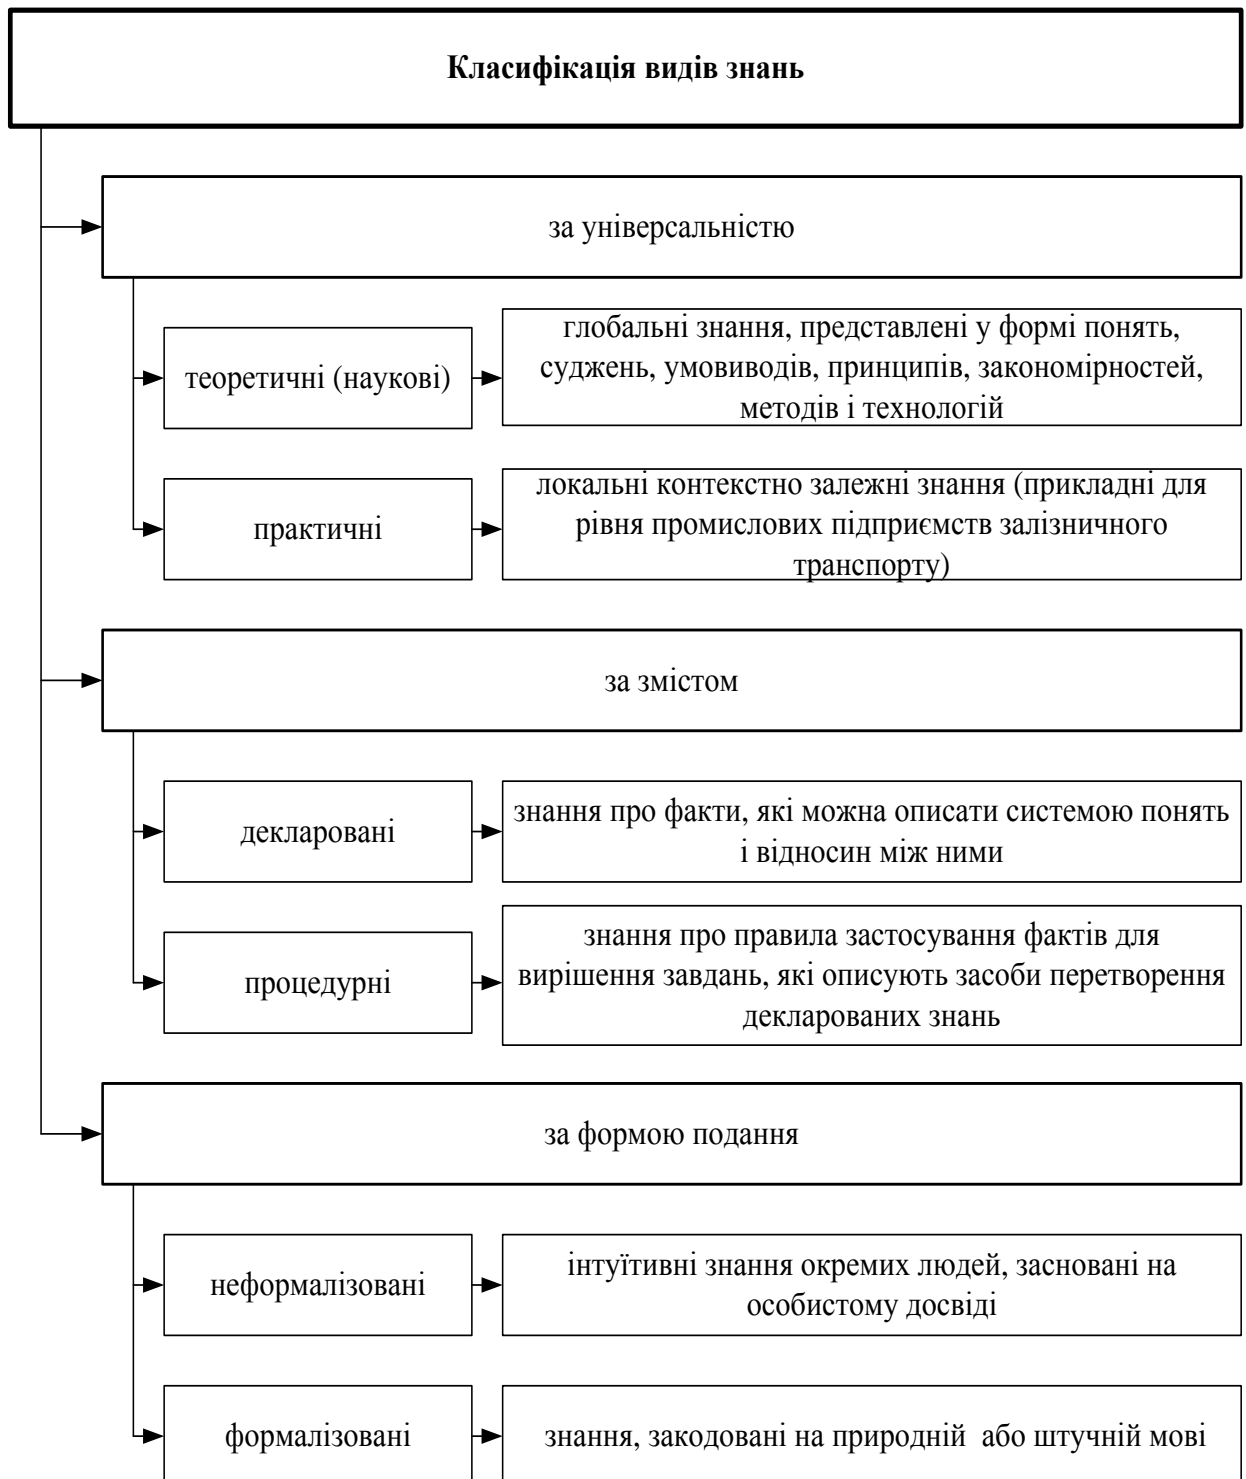 Класифікація видів знань
за універсальністю
теоретичні (наукові)
глобальні знання, представлені у формі понять,
суджень, умовиводів, принципів, закономірностей,
методів і технологій
практичні
локальні контекстно залежні знання (прикладні для
рівня промислових підприємств залізничного
транспорту)
за змістом
декларовані
знання про факти, які можна описати системою понять
і відносин між ними
процедурні
знання про правила застосування фактів для
вирішення завдань, які описують засоби перетворення
декларованих знань
за формою подання
неформалізовані
інтуїтивні знання окремих людей, засновані на
особистому досвіді
формалізовані
знання, закодовані на природній або штучній мові